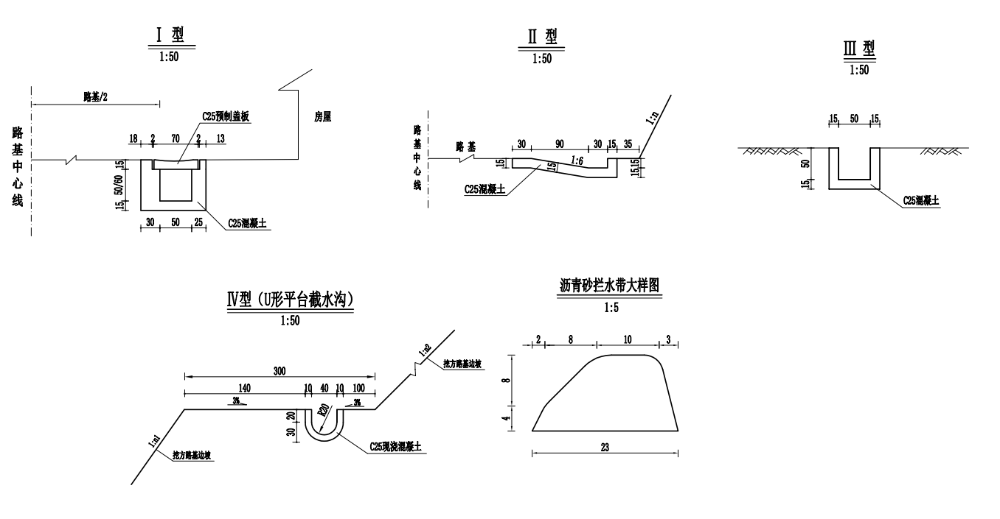 Ⅰ 型
1:50
路基/2
C25预制盖板
房屋
路基中心线
18
2
70
2
13
15
50/60
15
30
50
25
C25混凝土
Ⅱ 型
1:50
路基中心线
路 基
30
90
30
15
35
1:n
15
1:6
15
15
15
C25混凝土
Ⅲ 型
1:50
15
50
15
50
15
C25混凝土
Ⅳ型（U形平台截水沟）
1:50
300
140
10
40
10
100
3%
3%
R20
20
30
1:n1
挖方路基边坡
1:n2
挖方路基边坡
C25现浇混凝土
沥青砂拦水带大样图
1:5
2
8
10
3
8
4
23